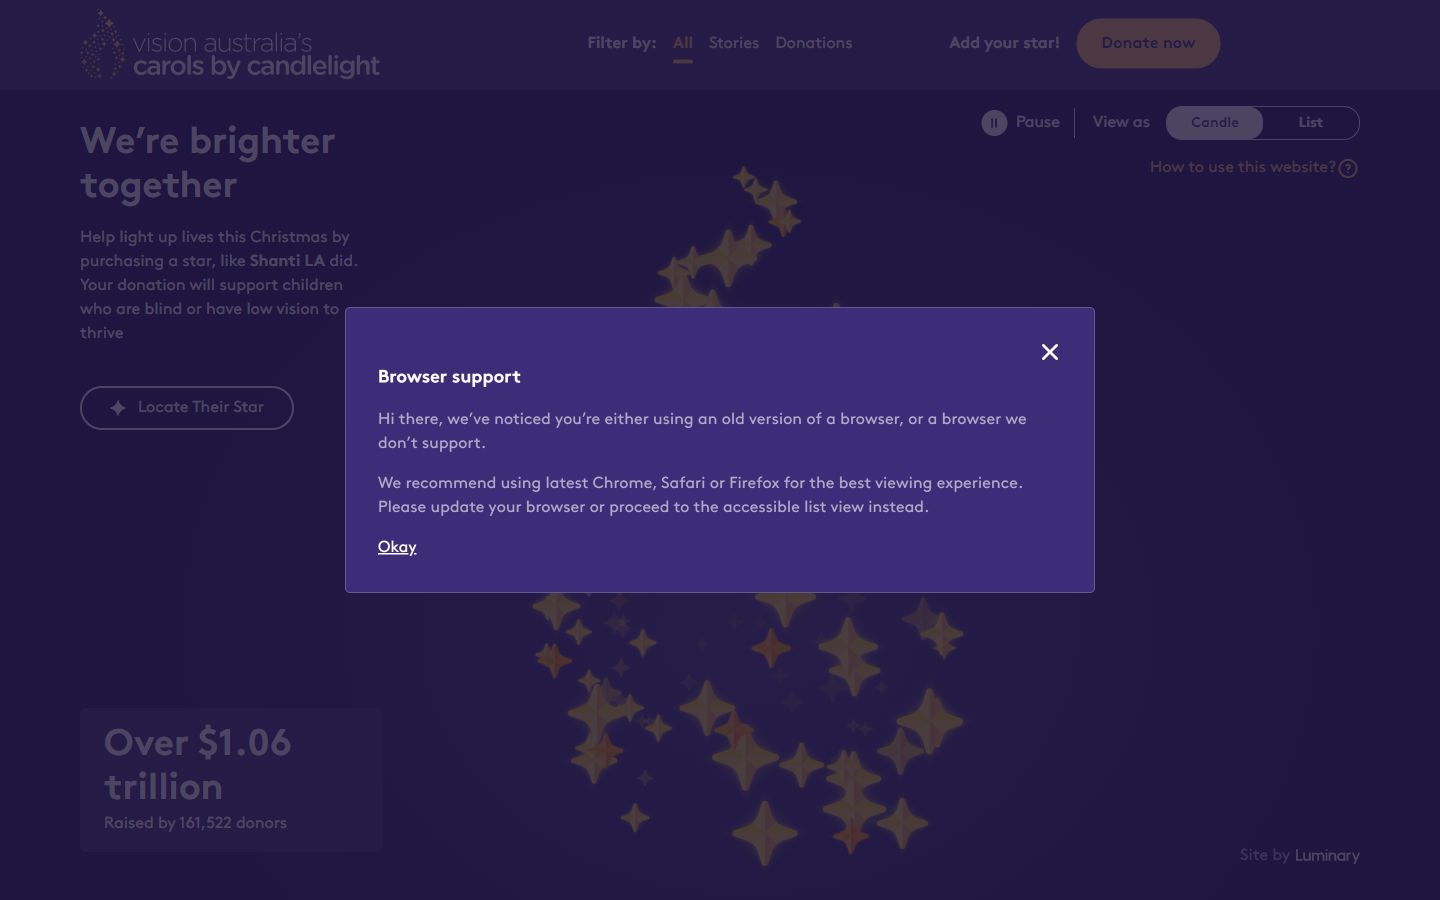 vision australia's
carols by candlelight
Filter by: All Stories Donations
Add your star!
Donate now
We're brighter
together
Pause
View as
Candle
List
How to use this website? ?
Help light up lives this Christmas by
purchasing a star, like Shanti LA did.
Your donation will support children
who are blind or have low vision to
thrive
Locate Their Star
Browser support
Hi there, we've noticed you're either using an old version of a browser, or a browser we
don't support.
We recommend using latest Chrome, Safari or Firefox for the best viewing experience.
Please update your browser or proceed to the accessible list view instead.
Okay
Over $1.06
trillion
Raised by 161,522 donors
Site by Luminary